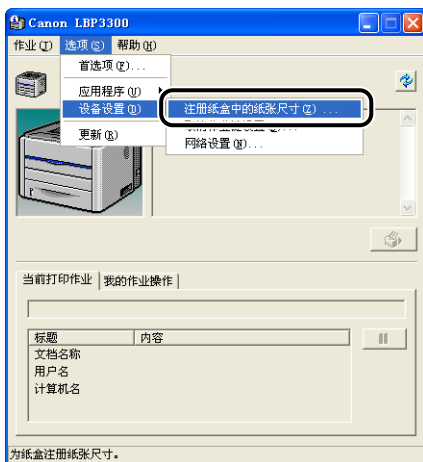 Canon LBP3300
作业(J) 选项(S) 帮助(H)
首选项(P)...
应用程序(U)
设备设置(D)
注册纸盒中的纸张尺寸(Z)...
更新(R)
网络设置(N)...
当前打印作业 我的作业操作
标题 内容
文档名称
用户名
计算机名
为纸盒注册纸张尺寸。